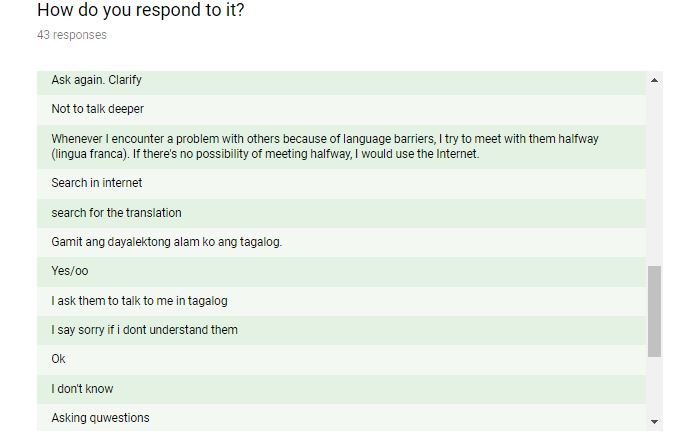 How do you respond to it?
43 responses
Ask again. Clarify
Not to talk deeper
Whenever I encounter a problem with others because of language barriers, I try to meet with them halfway
(lingua franca). If there's no possibility of meeting halfway, I would use the Internet.
Search in internet
search for the translation
Gamit ang dayalektong alam ko ang tagalog.
Yes/oo
I ask them to talk to me in tagalog
I say sorry if i dont understand them
Ok
I don't know
Asking quwestions